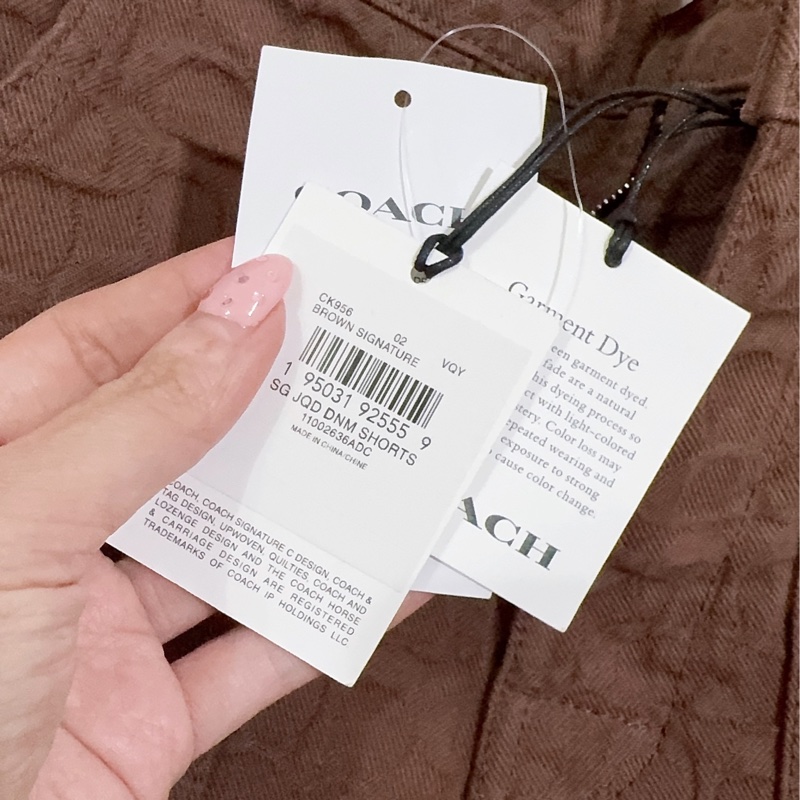 COACH
CK956 02 VQY
BROWN SIGNATURE
1 95031 92555 9
SG JQD DNM SHORTS
11002636ADC
MADE IN CHINA/CHINE
COACH, COACH SIGNATURE C DESIGN, COACH &
TAG DESIGN, UPWOVEN, QUILTIES, COACH AND
LOZENGE DESIGN AND THE COACH HORSE
& CARRIAGE DESIGN ARE REGISTERED
TRADEMARKS OF COACH IP HOLDINGS LLC.
Garment Dye
een garment dyed.
fade are a natural
his dyeing process so
ct with light-colored
tery. Color loss may
epeated wearing and
exposure to strong
cause color change.
ACH